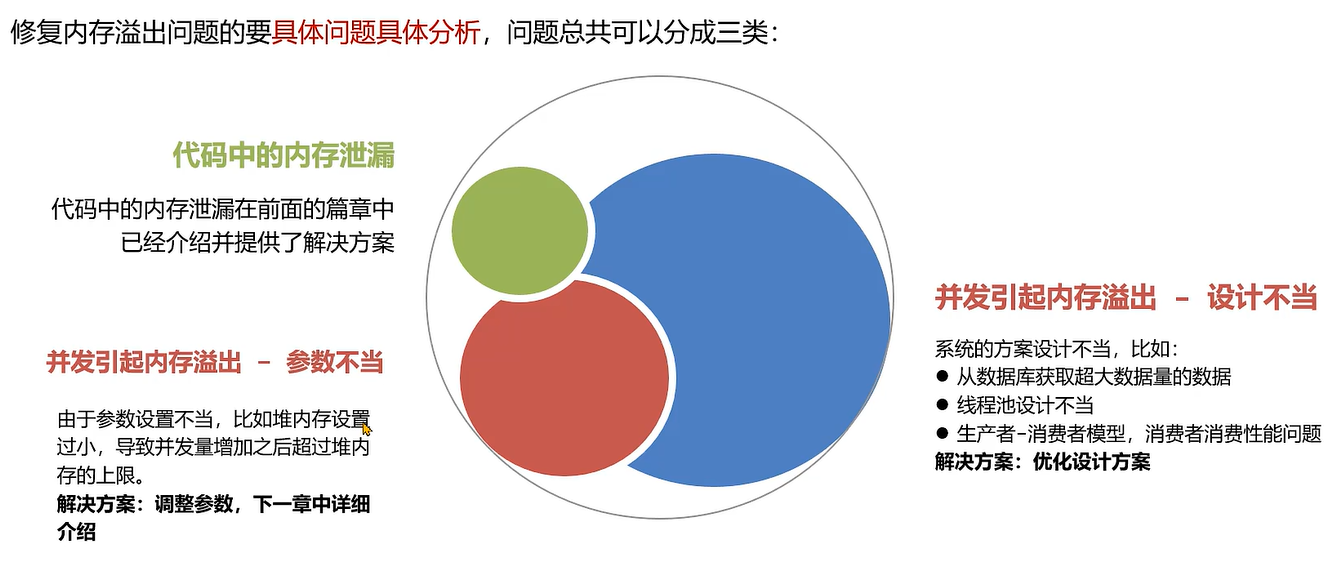 修复内存溢出问题的要具体问题具体分析，问题总共可以分成三类：
代码中的内存泄漏
代码中的内存泄漏在前面的篇章中
已经介绍并提供了解决方案
并发引起内存溢出 - 参数不当
由于参数设置不当，比如堆内存设置
过小，导致并发量增加之后超过堆内
存的上限。
解决方案：调整参数，下一章中详细
介绍
并发引起内存溢出 - 设计不当
系统的方案设计不当，比如：
● 从数据库获取超大数据量的数据
● 线程池设计不当
● 生产者-消费者模型，消费者消费性能问题
解决方案：优化设计方案